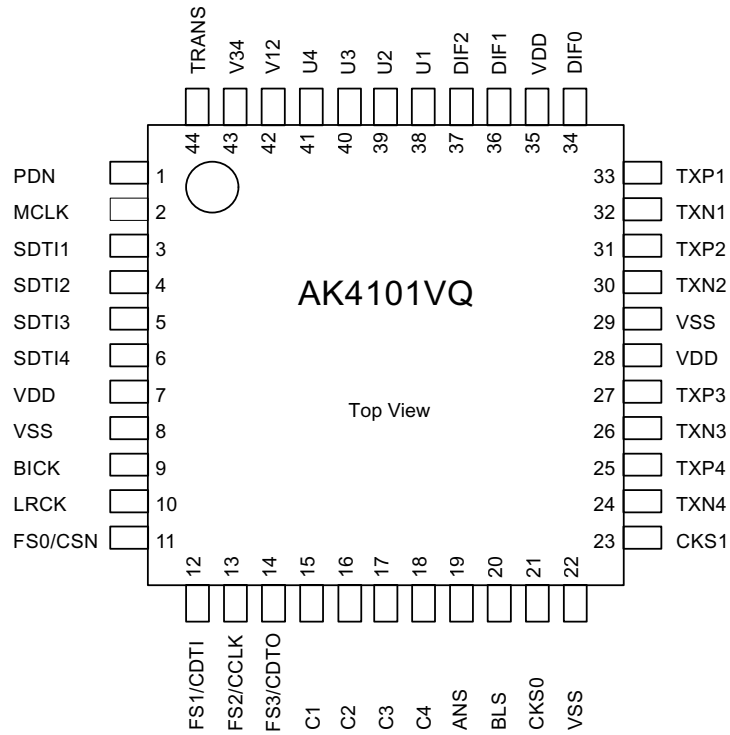 TRANS V34 V12 U4 U3 U2 U1 DIF2 DIF1 VDD DIF0
44 43 42 41 40 39 38 37 36 35 34
PDN 1 33 TXP1
MCLK 2 32 TXN1
SDTI1 3 31 TXP2
SDTI2 4 30 TXN2
AK4101VQ
SDTI3 5 29 VSS
SDTI4 6 28 VDD
VDD 7 27 TXP3
Top View
VSS 8 26 TXN3
BICK 9 25 TXP4
LRCK 10 24 TXN4
FS0/CSN 11 23 CKS1
12 13 14 15 16 17 18 19 20 21 22
FS1/CDTI FS2/CCLK FS3/CDTO C1 C2 C3 C4 ANS BLS CKS0 VSS